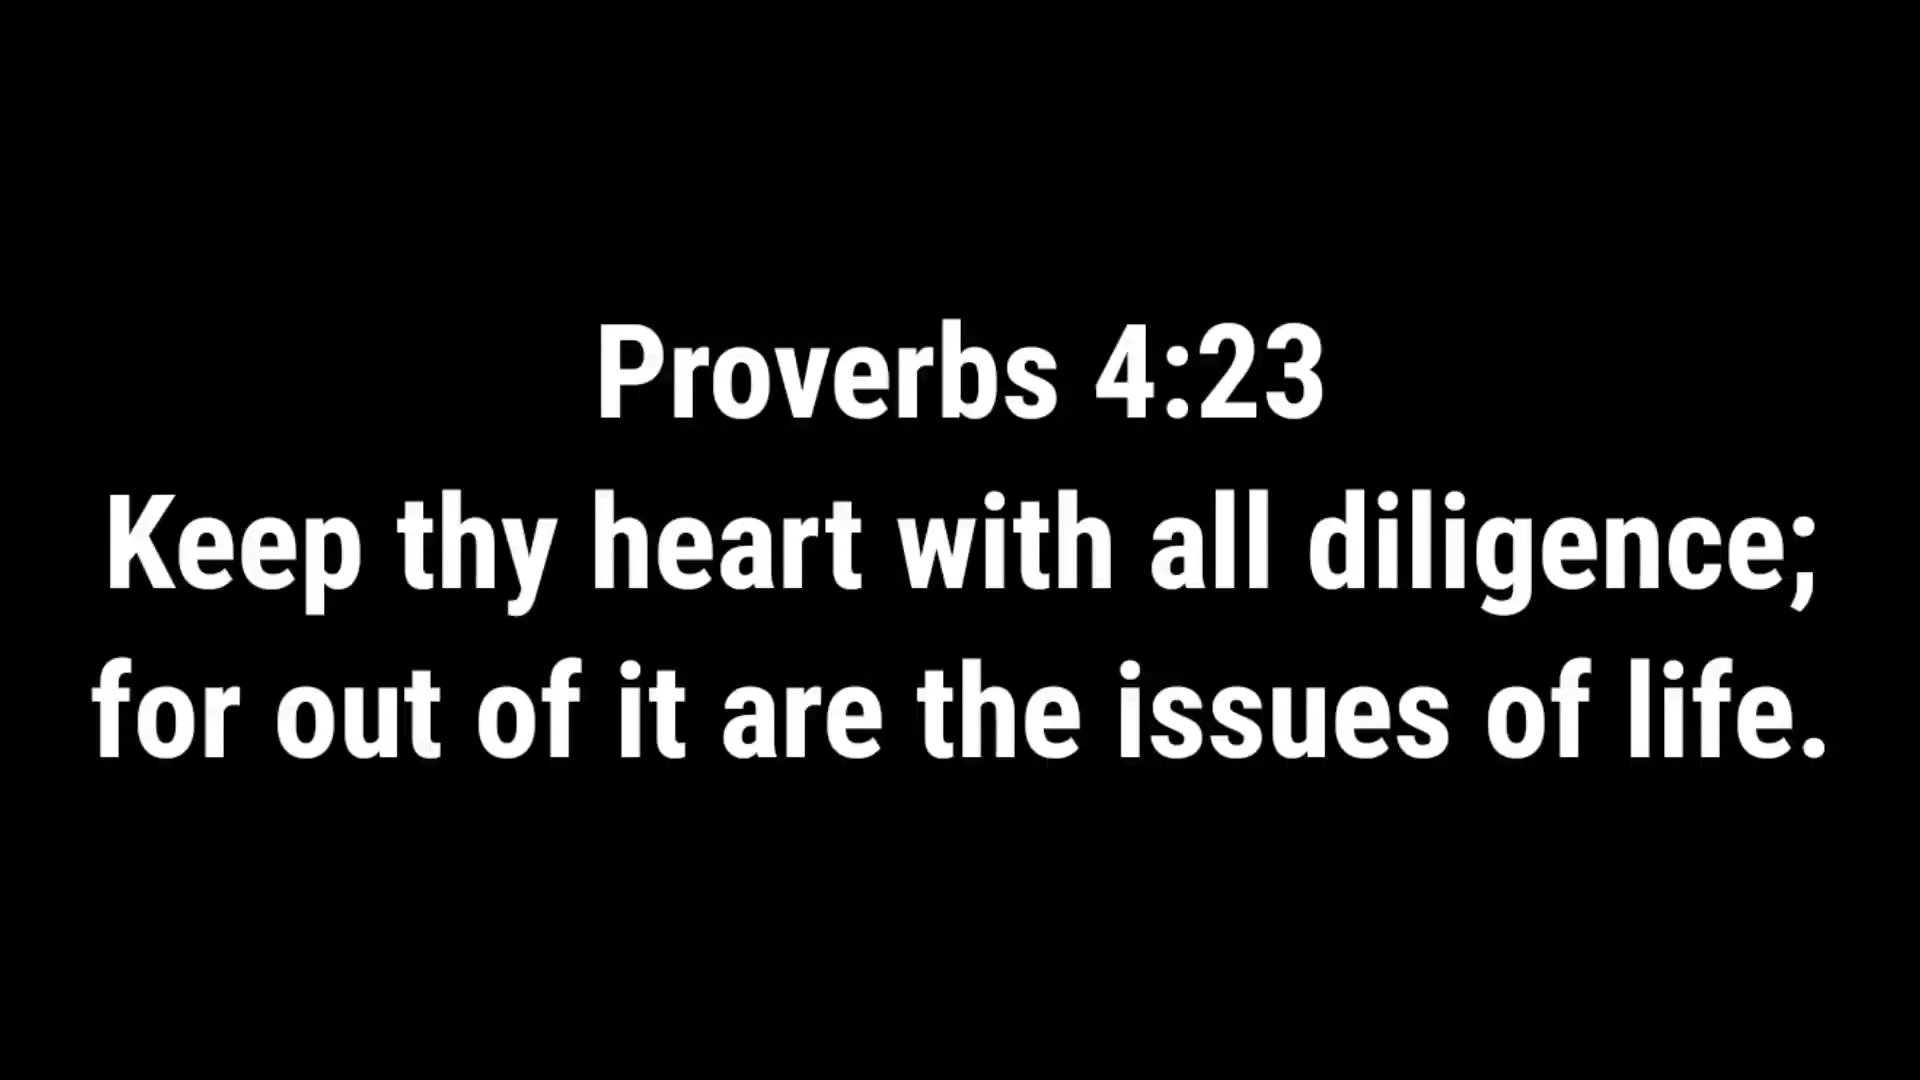 Proverbs 4:23
Keep thy heart with all diligence;
for out of it are the issues of life.